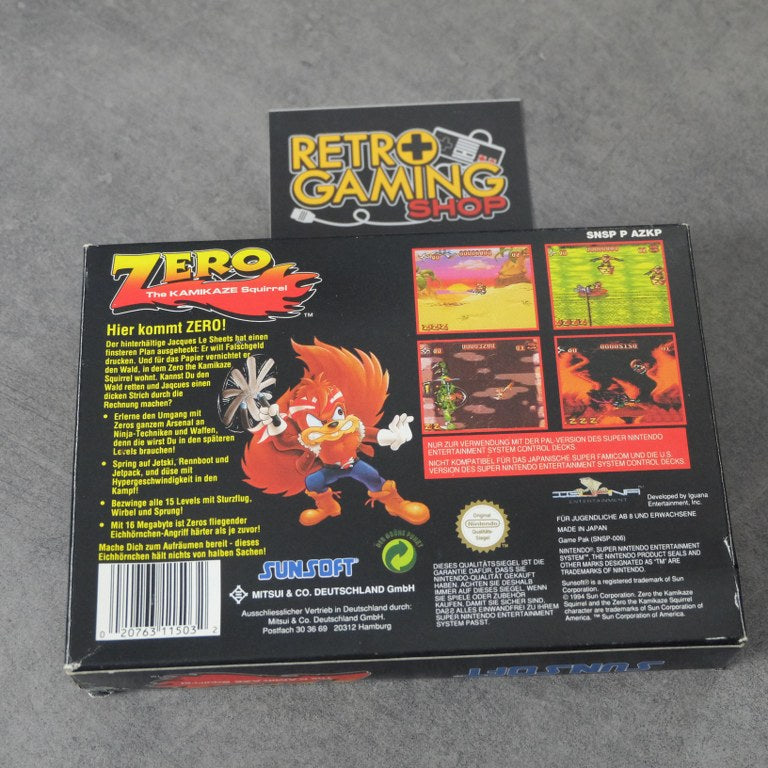 RETRO
GAMING
SHOP
SNSP P AZKP
ZERO
The KAMIKAZE Squirrel
TM
Hier kommt ZERO!
Der hinterhältige Jacques Le Sheets hat einen
finsteren Plan ausgeheckt: Er will Falschgeld
drucken. Und für das Papier vernichtet er
den Wald, in dem Zero the Kamikaze
Squirrel wohnt. Kannst Du den
Wald retten und Jaqcues einen
dicken Strich durch die
Rechnung machen?
• Erlerne den Umgang mit
Zeros ganzem Arsenal an
Ninja-Techniken und Waffen,
denn die wirst Du in den späteren
Levels brauchen!
• Spring auf Jetski, Rennboot und
Jetpack, und düse mit
Hypergeschwindigkeit in den
Kampf!
• Bezwinge alle 15 Levels mit Sturzflug,
Wirbel und Sprung!
• Mit 16 Megabyte ist Zeros fliegender
Eichhörnchen-Angriff härter als je zuvor!
Mache Dich zum Aufräumen bereit - dieses
Eichhörnchen hält nichts von halben Sachen!
NUR ZUR VERWENDUNG MIT DER PAL-VERSION DES SUPER NINTENDO
ENTERTAINMENT SYSTEM CONTROL DECKS.
NICHT KOMPATIBEL FÜR DAS JAPANISCHE SUPER FAMICOM UND DIE U.S.
VERSION DES SUPER NINTENDO ENTERTAINMENT SYSTEM CONTROL DECKS.
IGUANA
ENTERTAINMENT
Developed by Iguana
Entertainment, Inc.
FÜR JUGENDLICHE AB 8 UND ERWACHSENE
MADE IN JAPAN
Game Pak (SNSP-006)
NINTENDO®, SUPER NINTENDO ENTERTAINMENT
SYSTEM™, THE NINTENDO PRODUCT SEALS AND
OTHER MARKS DESIGNATED AS "TM" ARE
TRADEMARKS OF NINTENDO.
Sunsoft® is a registered trademark of Sun
Corporation.
© 1994 Sun Corporation. Zero the Kamikaze
Squirrel and Zero the Kamikaze Squirrel
character are trademarks of Sun Corporation of
America. ™ Sun Corporation of America.
Original
Nintendo
Qualitäts-
Siegel
TM
DIESES QUALITÄTSSIEGEL IST DIE
GARANTIE DAFÜR, DASS SIE
NINTENDO-QUALITÄT GEKAUFT
HABEN. ACHTEN SIE DESHALB
IMMER AUF DIESES SIEGEL, WENN
SIE SPIELE ODER ZUBEHÖR
KAUFEN, DAMIT SIE SICHER SIND,
DASS ALLES EINWANDFREI ZU IHREM
SUPER NINTENDO ENTERTAINMENT
SYSTEM PASST.
DER GRÜNE PUNKT
SUNSOFT®
MITSUI & CO. DEUTSCHLAND GmbH
Ausschliesslicher Vertrieb in Deutschland durch:
Mitsui & Co. Deutschland GmbH.
Postfach 30 36 69 20312 Hamburg
0 20763 11503 2
The KAMIKAZE Squirrel
SUNSOFT